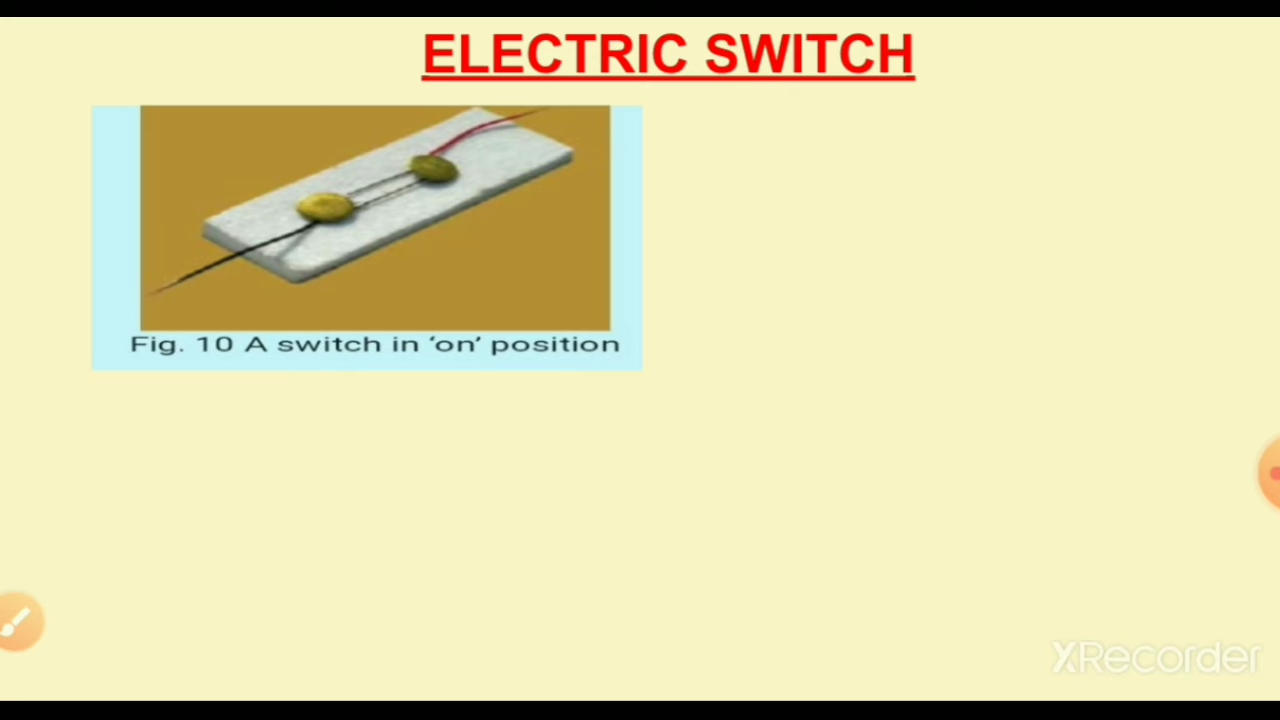 ELECTRIC SWITCH
Fig. 10 A switch in ‘on’ position
XRecorder